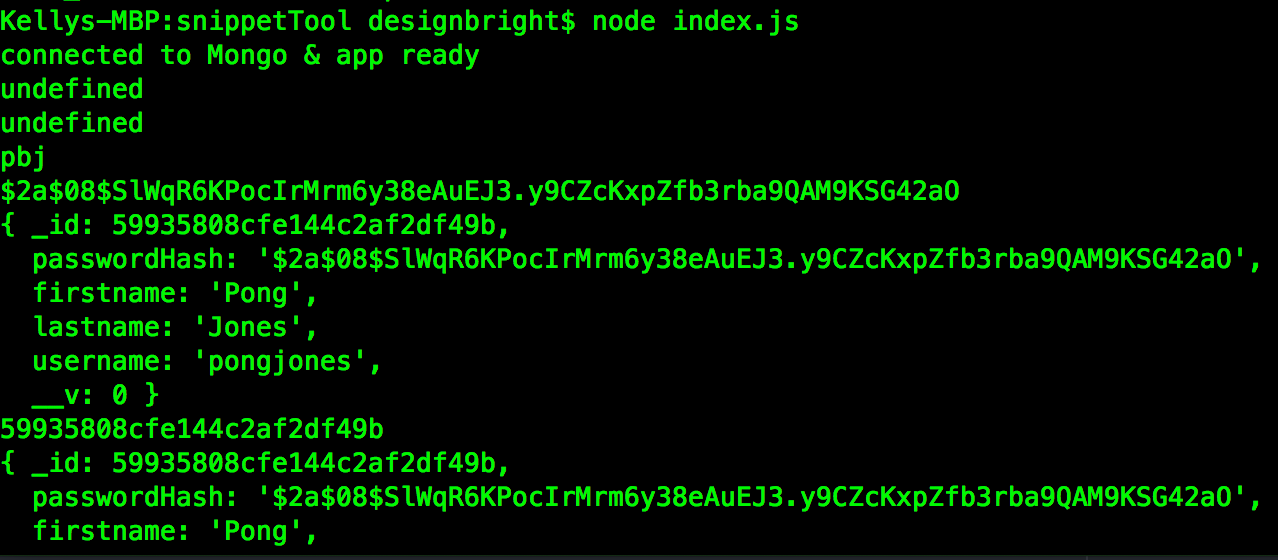 Kellys-MBP:snippetTool designbright$ node index.js
connected to Mongo & app ready
undefined
undefined
pbj
$2a$08$SlWqR6KPocIrMrm6y38eAuEJ3.y9CZcKxpZfb3rba9QAM9KSG42aO
{ _id: 59935808cfe144c2af2df49b,
  passwordHash: '$2a$08$SlWqR6KPocIrMrm6y38eAuEJ3.y9CZcKxpZfb3rba9QAM9KSG42aO',
  firstname: 'Pong',
  lastname: 'Jones',
  username: 'pongjones',
  __v: 0 }
59935808cfe144c2af2df49b
{ _id: 59935808cfe144c2af2df49b,
  passwordHash: '$2a$08$SlWqR6KPocIrMrm6y38eAuEJ3.y9CZcKxpZfb3rba9QAM9KSG42aO',
  firstname: 'Pong',